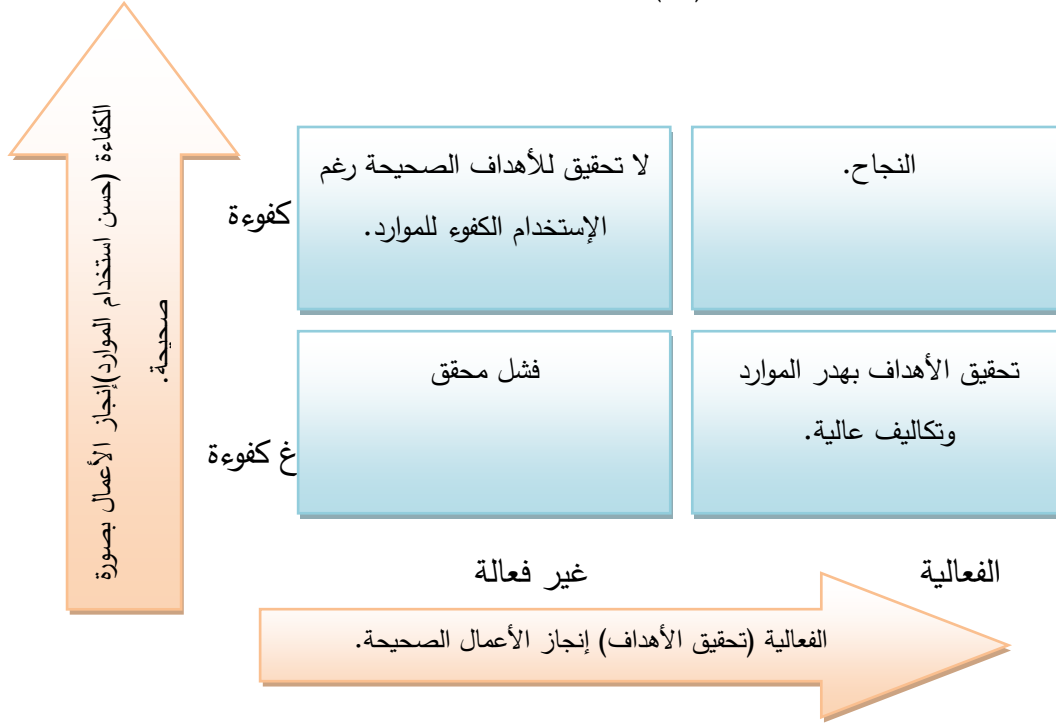 النجاح.
لا تحقيق للأهداف الصحيحة رغم
الإستخدام الكفوء للموارد.
كفوءة
الكفاءة (حسن استخدام الموارد)إنجاز الأعمال بصورة
صحيحة.
تحقيق الأهداف بهدر الموارد
وتكاليف عالية.
فشل محقق
غ كفوءة
الفعالية
غير فعالة
الفعالية (تحقيق الأهداف) إنجاز الأعمال الصحيحة.